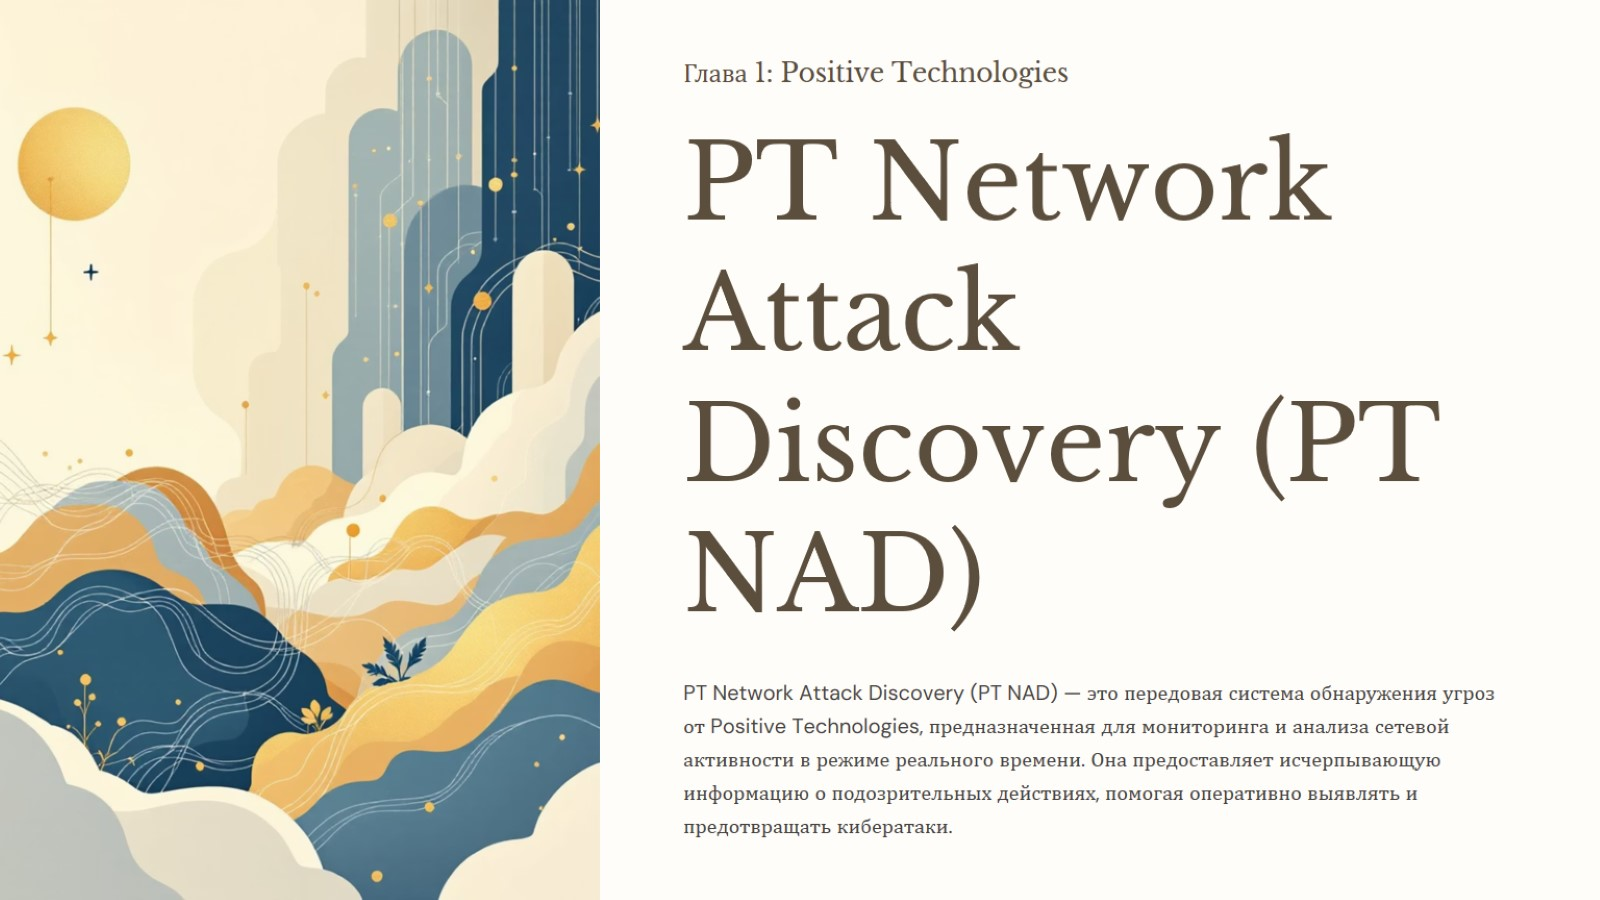 Глава 1: Positive Technologies
PT Network
Attack
Discovery (PT
NAD)
PT Network Attack Discovery (PT NAD) — это передовая система обнаружения угроз
от Positive Technologies, предназначенная для мониторинга и анализа сетевой
активности в режиме реального времени. Она предоставляет исчерпывающую
информацию о подозрительных действиях, помогая оперативно выявлять и
предотвращать кибератаки.